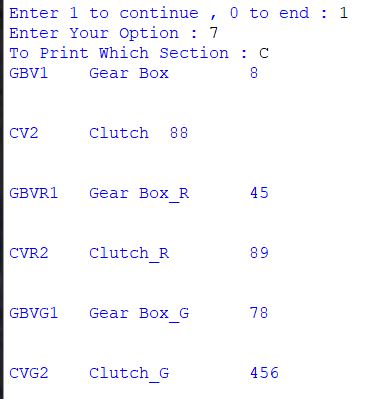 Enter 1 to continue , 0 to end : 1
Enter Your Option : 7
To Print Which Section : C
GBV1    Gear Box        8
CV2     Clutch  88
GBVR1   Gear Box_R      45
CVR2    Clutch_R        89
GBVG1   Gear Box_G      78
CVG2    Clutch_G        456